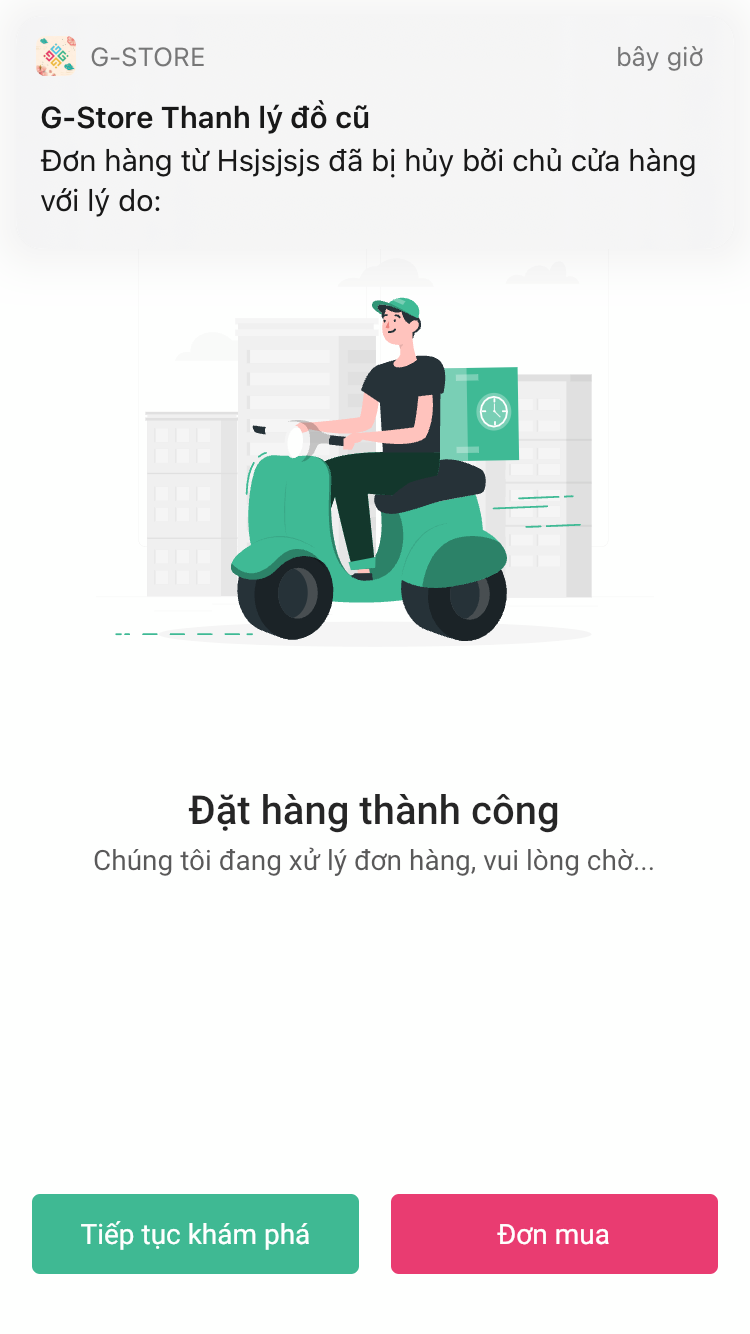 G-STORE
bây giờ
G-Store Thanh lý đồ cũ
Đơn hàng từ Hsjsjsjs đã bị hủy bởi chủ cửa hàng
với lý do:
Đặt hàng thành công
Chúng tôi đang xử lý đơn hàng, vui lòng chờ...
Tiếp tục khám phá
Đơn mua